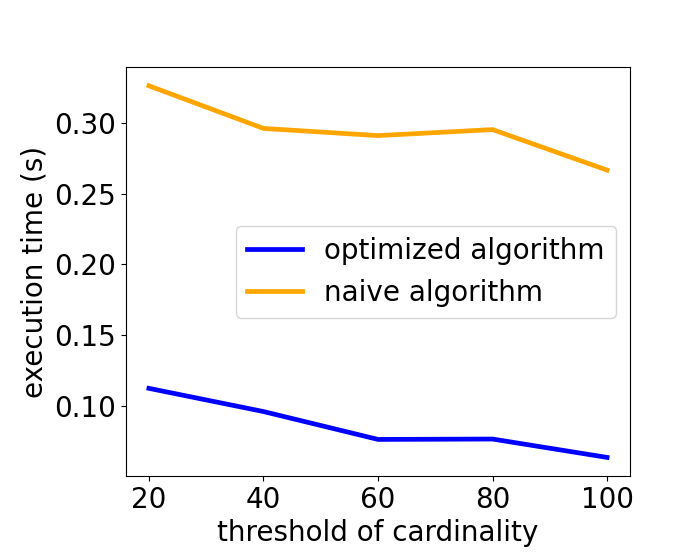 0.30
0.25
0.20
0.15
0.10
execution time (s)
optimized algorithm
naive algorithm
20 40 60 80 100
threshold of cardinality